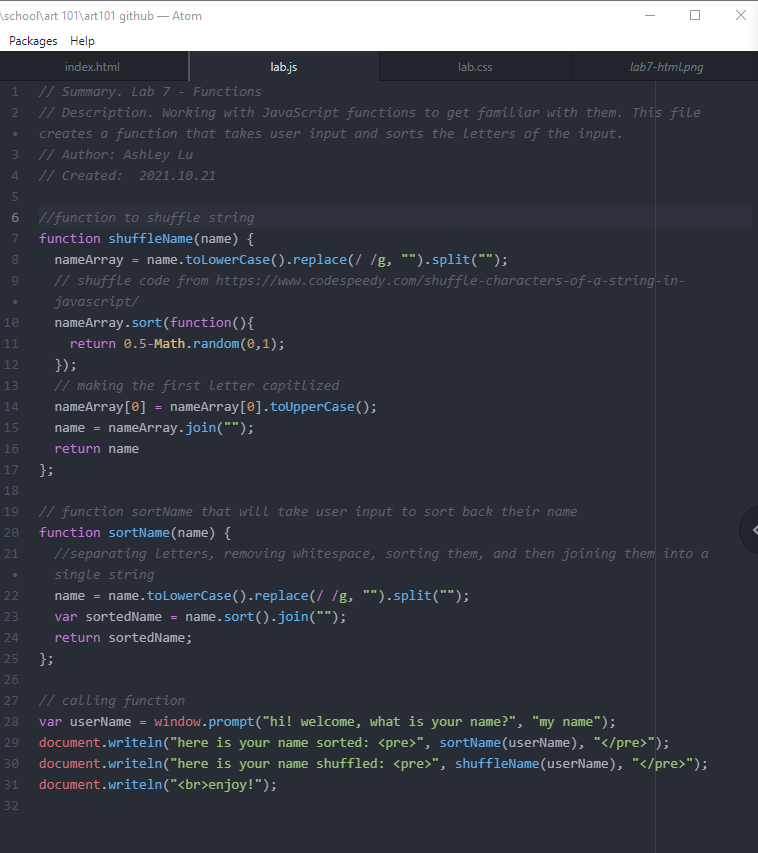 \school\art 101\art101 github — Atom
Packages Help
index.html lab.js lab.css lab7-html.png
1 // Summary. Lab 7 - Functions
2 // Description. Working with JavaScript functions to get familiar with them. This file
• creates a function that takes user input and sorts the letters of the input.
3 // Author: Ashley Lu
4 // Created:  2021.10.21
5
6 //function to shuffle string
7 function shuffleName(name) {
8   nameArray = name.toLowerCase().replace(/ /g, "").split("");
9   // shuffle code from https://www.codespeedy.com/shuffle-characters-of-a-string-in-
•   javascript/
10   nameArray.sort(function(){
11     return 0.5-Math.random(0,1);
12   });
13   // making the first letter capitlized
14   nameArray[0] = nameArray[0].toUpperCase();
15   name = nameArray.join("");
16   return name
17 };
18
19 // function sortName that will take user input to sort back their name
20 function sortName(name) {
21   //separating letters, removing whitespace, sorting them, and then joining them into a
•   single string
22   name = name.toLowerCase().replace(/ /g, "").split("");
23   var sortedName = name.sort().join("");
24   return sortedName;
25 };
26
27 // calling function
28 var userName = window.prompt("hi! welcome, what is your name?", "my name");
29 document.writeln("here is your name sorted: <pre>", sortName(userName), "</pre>");
30 document.writeln("here is your name shuffled: <pre>", shuffleName(userName), "</pre>");
31 document.writeln("<br>enjoy!");
32